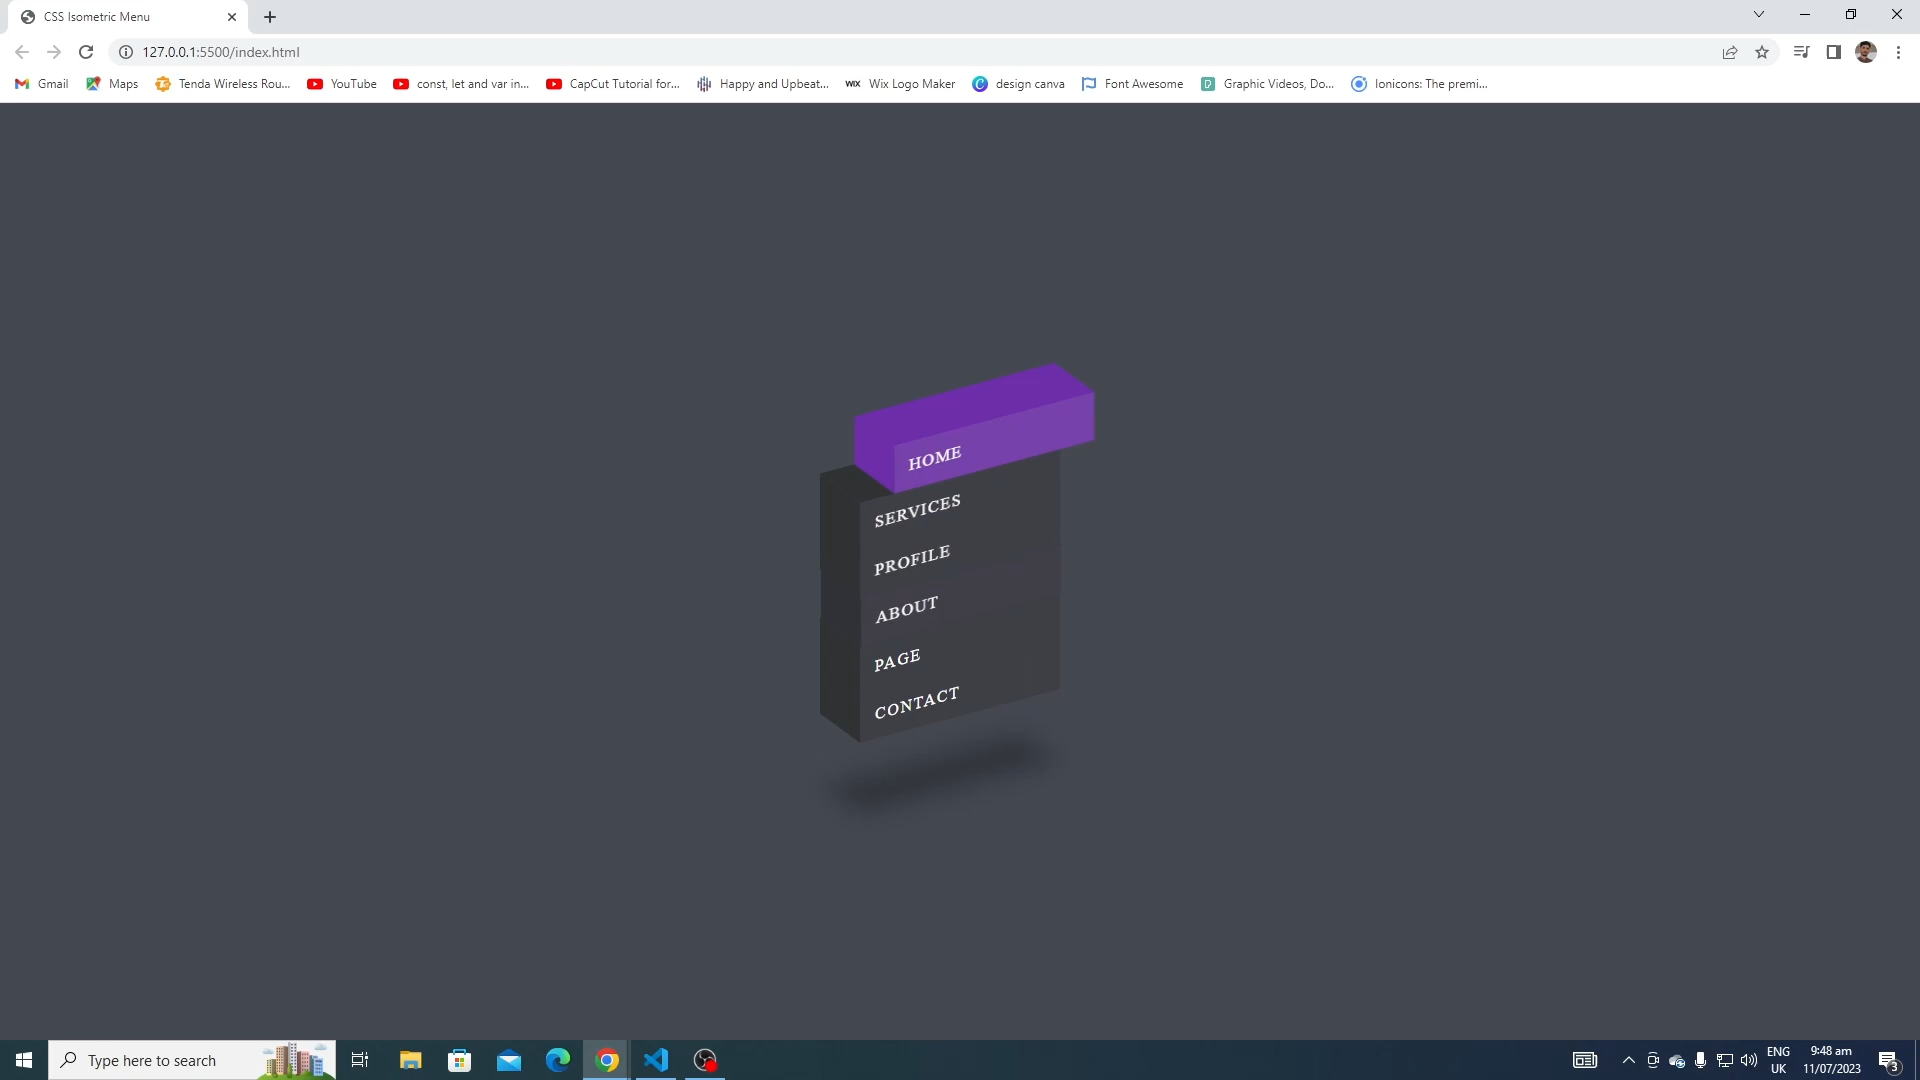 CSS Isometric Menu
127.0.0.1:5500/index.html
Gmail Maps Tenda Wireless Rou... YouTube const, let and var in... CapCut Tutorial for... Happy and Upbeat... WIX Wix Logo Maker design canva Font Awesome Graphic Videos, Do... Ionicons: The premi...
HOME
SERVICES
PROFILE
ABOUT
PAGE
CONTACT
Type here to search
ENG
UK
9:48 am
11/07/2023
3